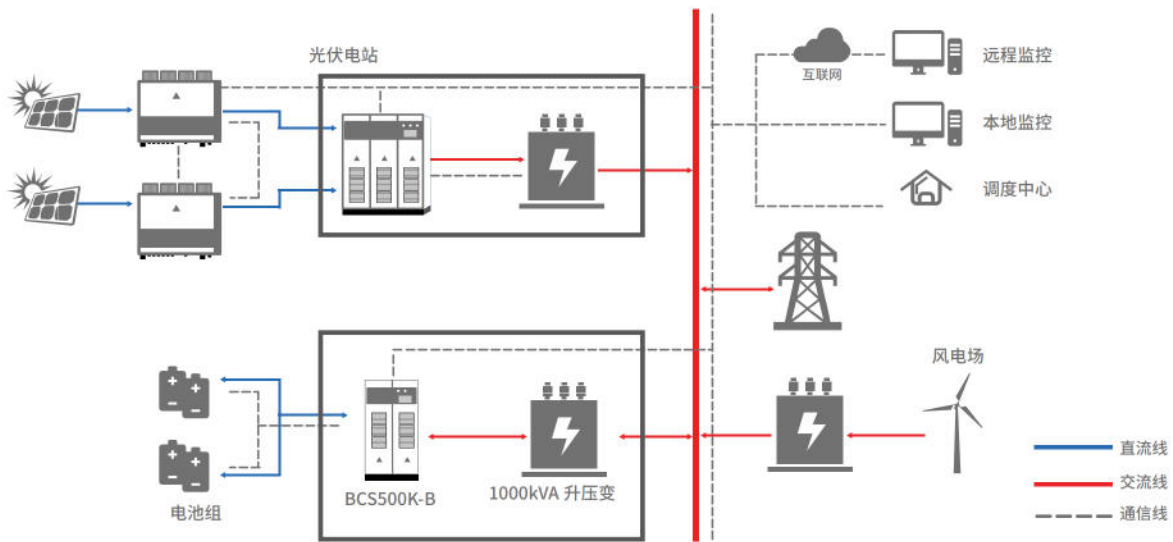 光伏电站
互联网
远程监控
本地监控
调度中心
风电场
BCS500K-B
1000kVA 升压变
电池组
直流线
交流线
通信线